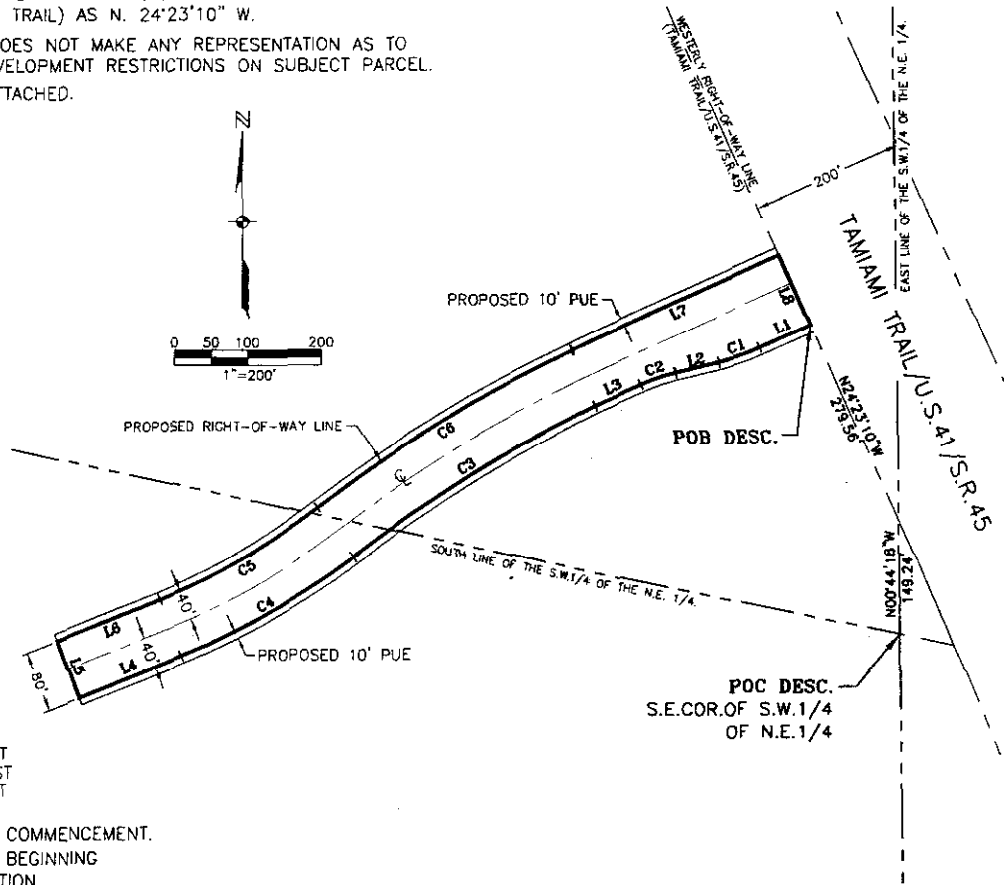 TRAIL) AS N. 24°23'10" W.
OES NOT MAKE ANY REPRESENTATION AS TO
VELOPMENT RESTRICTIONS ON SUBJECT PARCEL.
TTACHED.
N
0 50 100 200
1"=200'
WESTERLY RIGHT-OF-WAY LINE
(TAMIAMI TRAIL/U.S.41/S.R.45)
EAST LINE OF THE S.W.1/4 OF THE N.E. 1/4.
200'
TAMIAMI TRAIL/U.S.41/S.R.45
PROPOSED 10' PUE
L7
L8
L1
C1
L2
C2
L3
N24°23'10"W
279.56'
POB DESC.
PROPOSED RIGHT-OF-WAY LINE
C6
C3
CL
SOUTH LINE OF THE S.W.1/4 OF THE N.E. 1/4.
N00°44'18"W
149.24'
C5
C4
L6
40'
40'
L4
L5
80'
PROPOSED 10' PUE
POC DESC.
S.E.COR.OF S.W.1/4
OF N.E.1/4
T
ST
T
COMMENCEMENT.
BEGINNING
TION